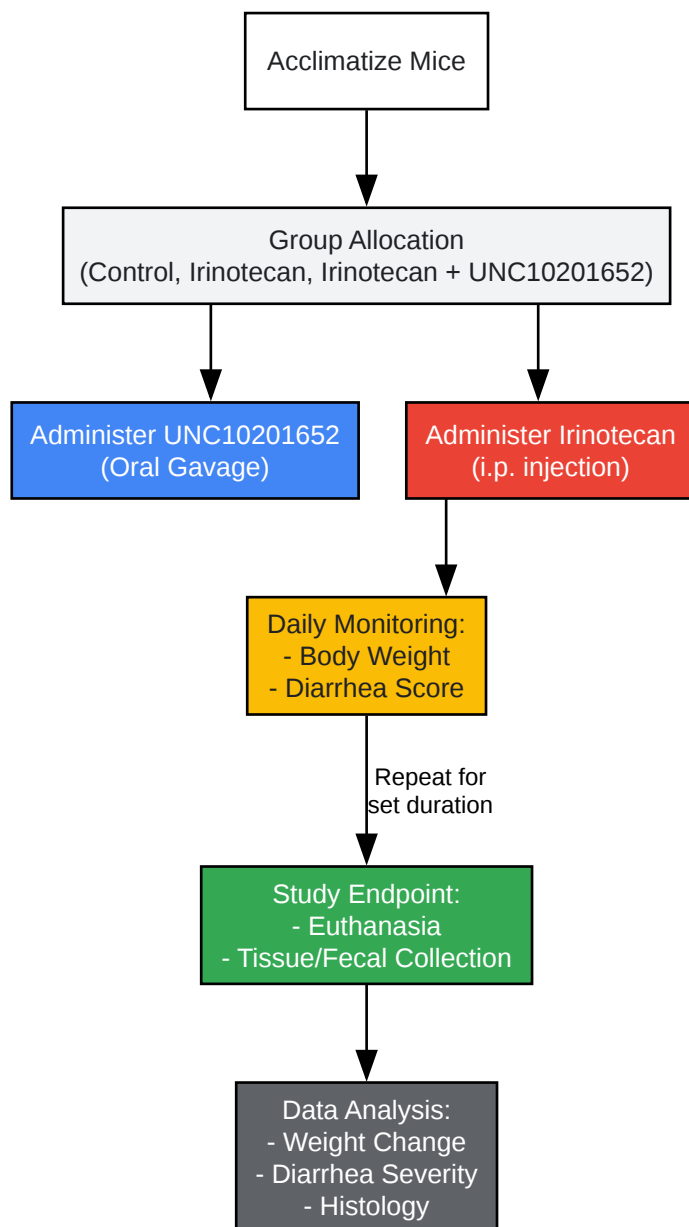 Acclimatize Mice
Group Allocation
(Control, Irinotecan, Irinotecan + UNC10201652)
Administer UNC10201652
(Oral Gavage)
Administer Irinotecan
(i.p. injection)
Daily Monitoring:
- Body Weight
- Diarrhea Score
Repeat for
set duration
Study Endpoint:
- Euthanasia
- Tissue/Fecal Collection
Data Analysis:
- Weight Change
- Diarrhea Severity
- Histology